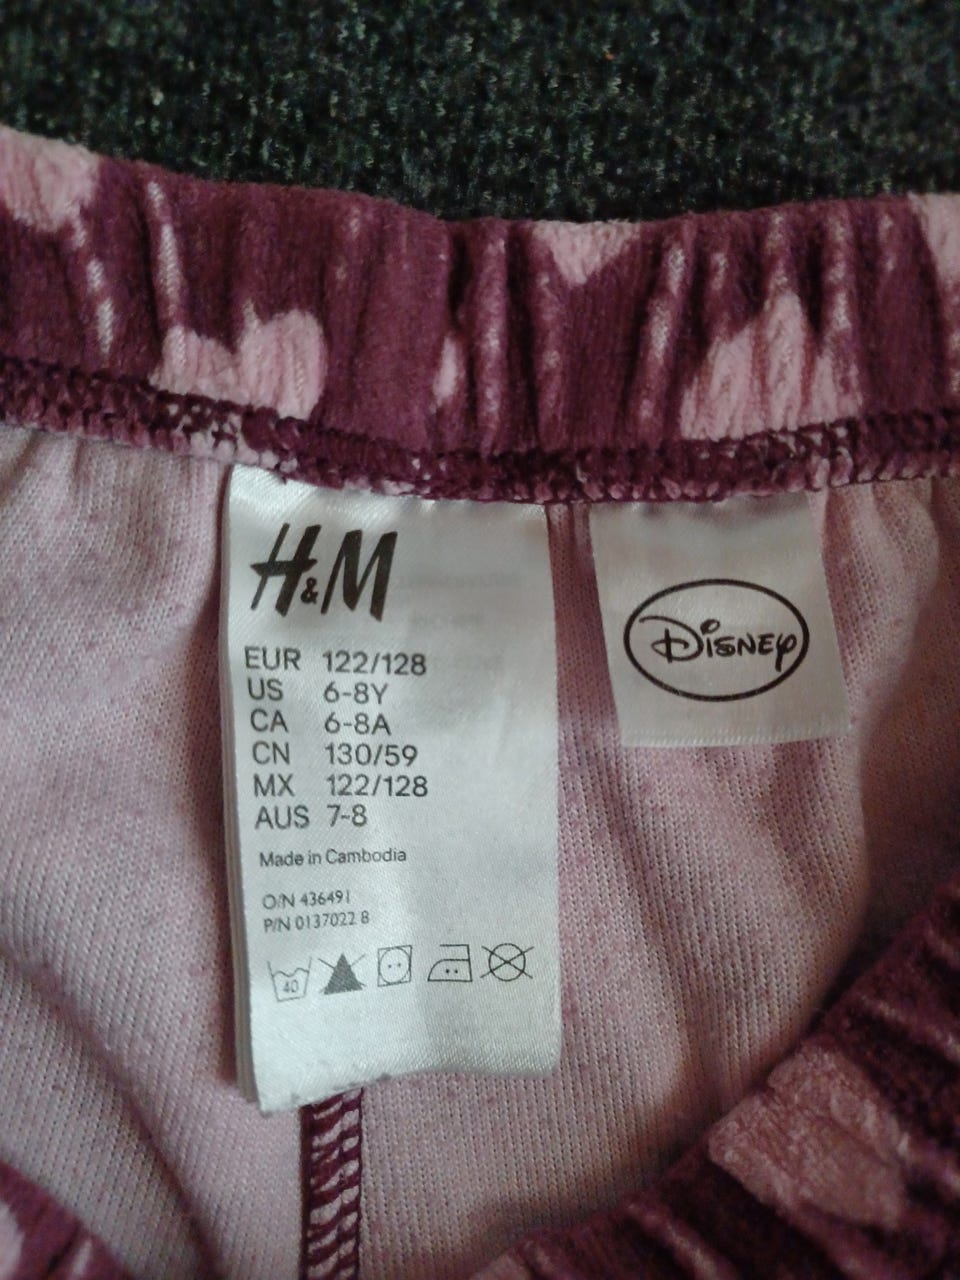 H&M
EUR 122/128
US 6-8Y
CA 6-8A
CN 130/59
MX 122/128
AUS 7-8
Made in Cambodia
O/N 436491
P/N 0137022 8
40
Disney